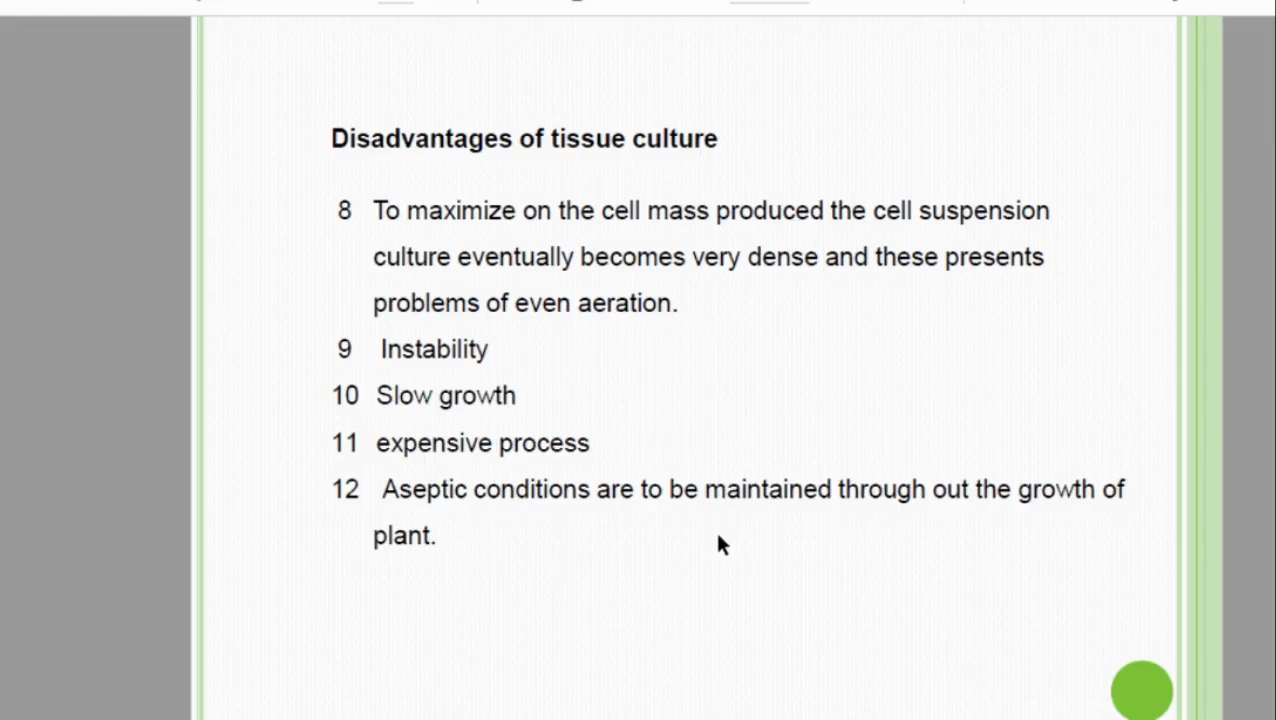 Disadvantages of tissue culture
8 To maximize on the cell mass produced the cell suspension
culture eventually becomes very dense and these presents
problems of even aeration.
9 Instability
10 Slow growth
11 expensive process
12 Aseptic conditions are to be maintained through out the growth of
plant.